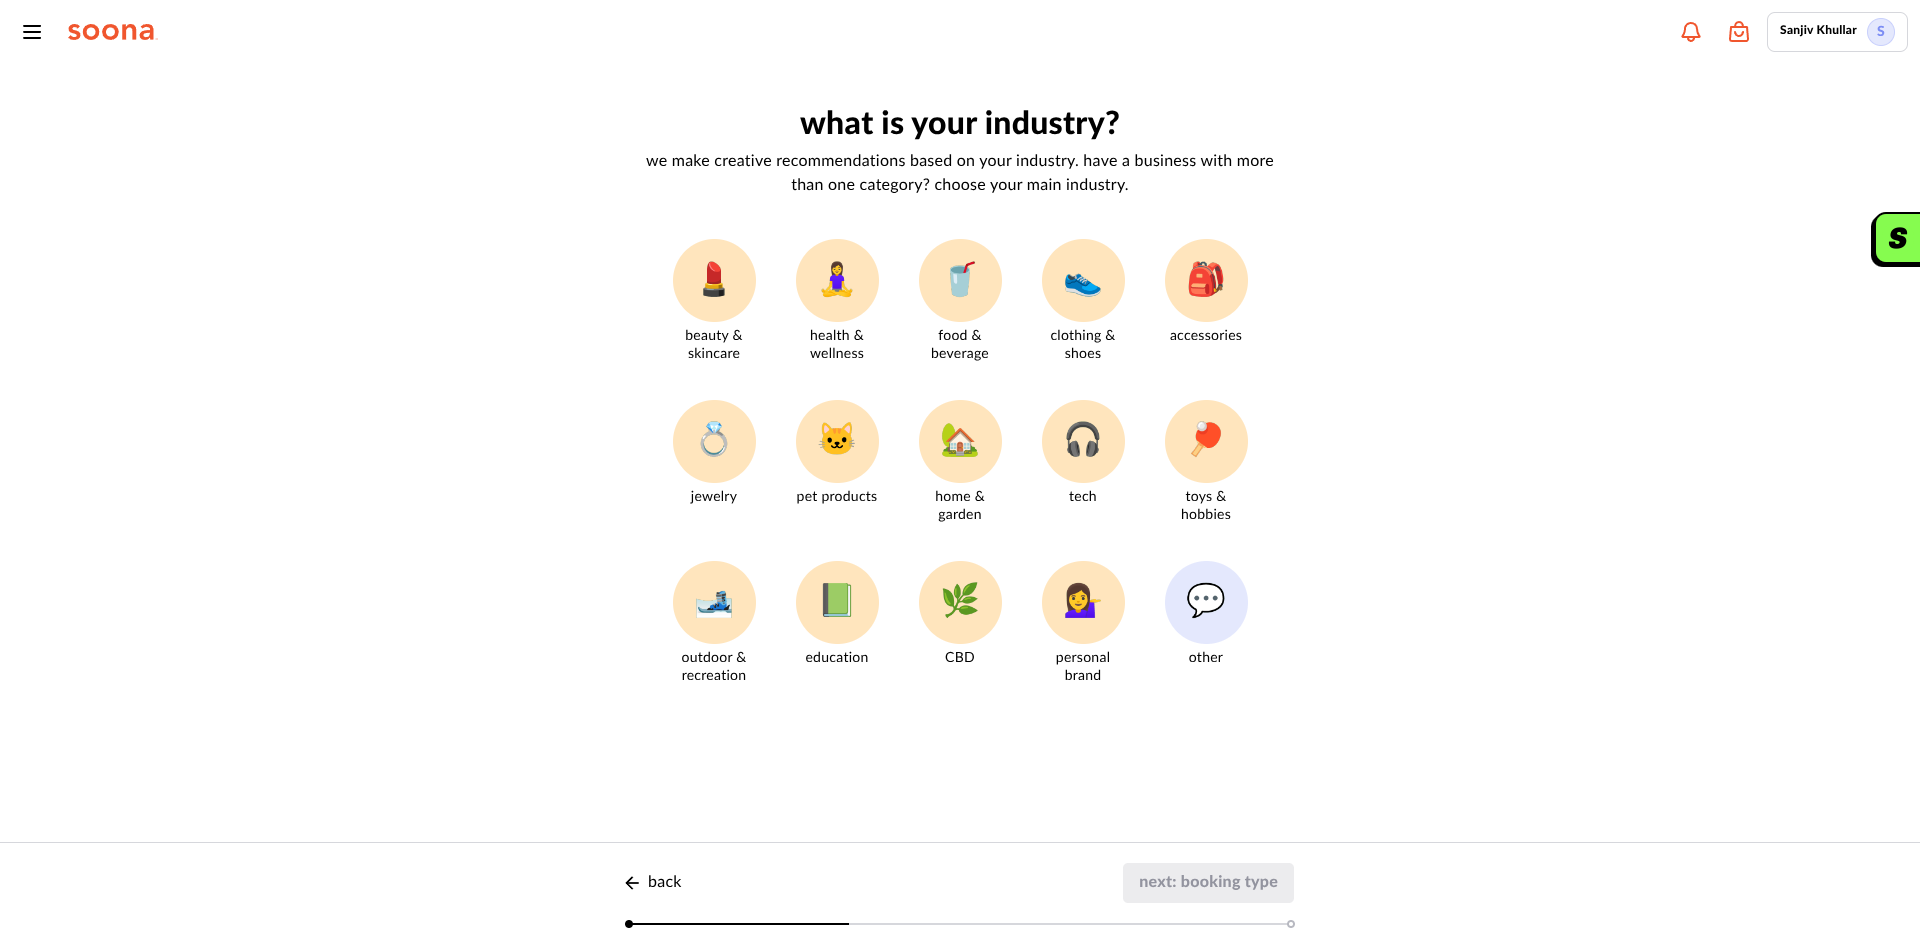 soona
Sanjiv Khullar
S
what is your industry?
we make creative recommendations based on your industry. have a business with more
than one category? choose your main industry.
S
beauty &
skincare
health &
wellness
food &
beverage
clothing &
shoes
accessories
jewelry
pet products
home &
garden
tech
toys &
hobbies
outdoor &
recreation
education
CBD
personal
brand
other
back
next: booking type